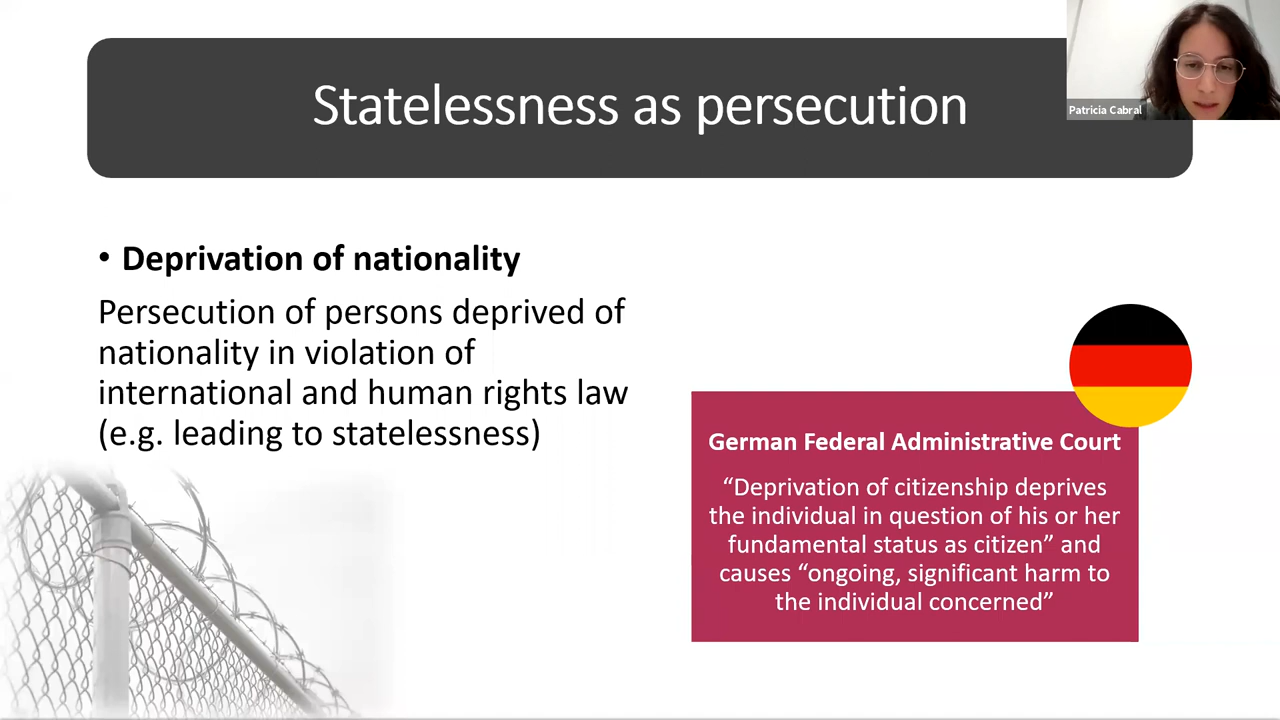 Statelessness as persecution
Patricia Cabral
• Deprivation of nationality
Persecution of persons deprived of
nationality in violation of
international and human rights law
(e.g. leading to statelessness)
German Federal Administrative Court
“Deprivation of citizenship deprives
the individual in question of his or her
fundamental status as citizen” and
causes “ongoing, significant harm to
the individual concerned”